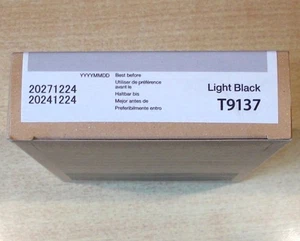 YYYYMMDD
20271224
20241224
Best before
Utiliser de préférence
avant le
Haltbar bis
Mejor antes de
Preferibilmente entro
Light Black
T9137